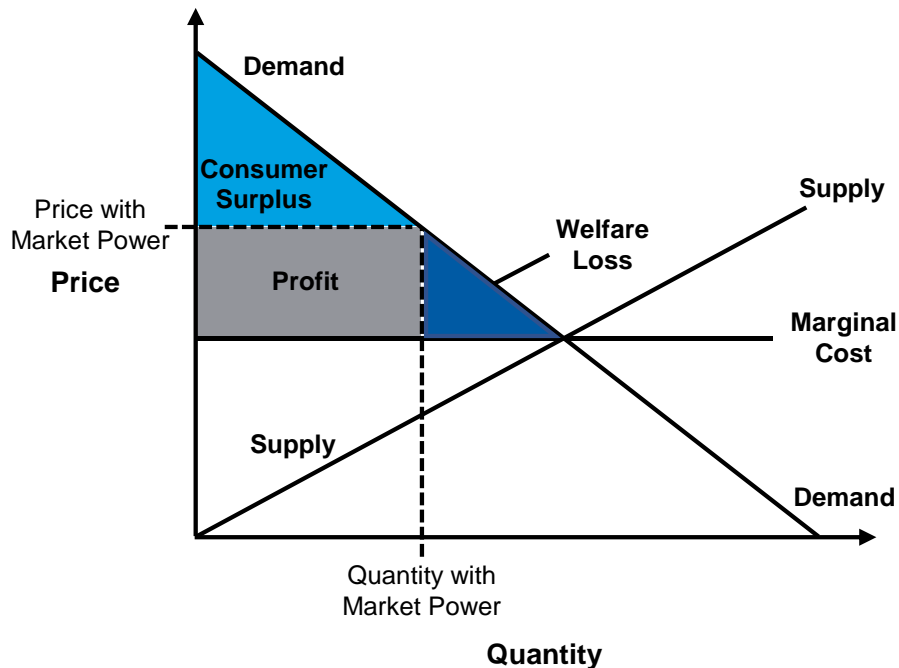 Demand
Consumer
Surplus
Supply
Price with
Market Power
Welfare
Loss
Price
Profit
Marginal
Cost
Supply
Demand
Quantity with
Market Power
Quantity